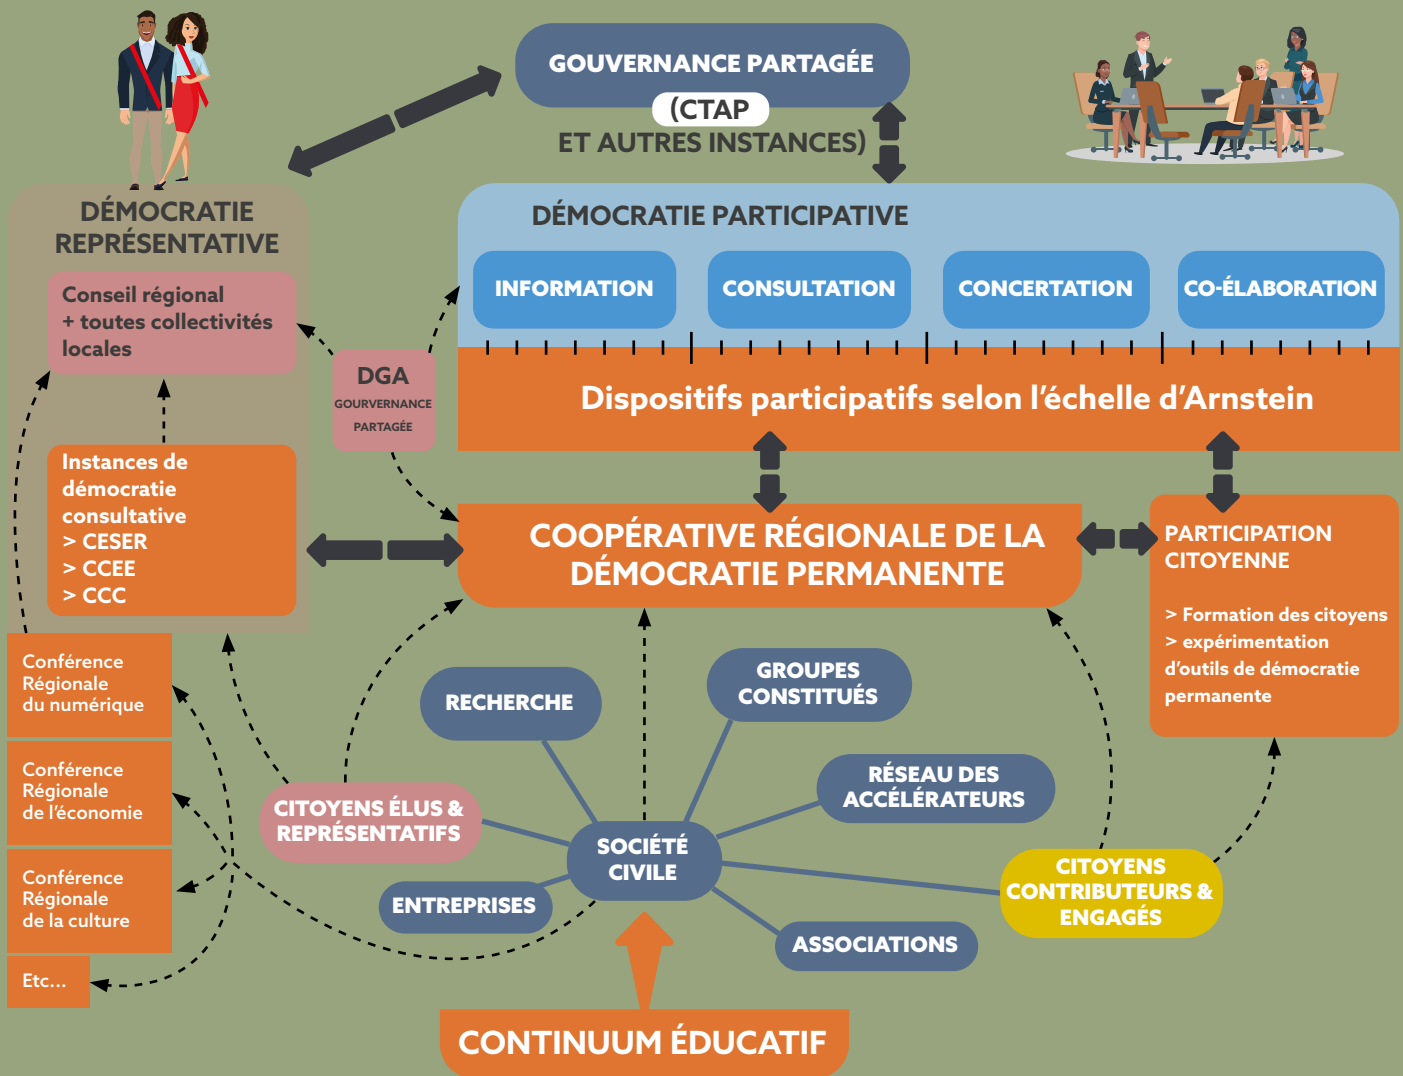 GOUVERNANCE PARTAGÉE
(CTAP
ET AUTRES INSTANCES)
DÉMOCRATIE
REPRÉSENTATIVE
Conseil régional
+ toutes collectivités
locales
Instances de
démocratie
consultative
> CESER
> CCEE
> CCC
DGA
GOURVERNANCE
PARTAGÉE
DÉMOCRATIE PARTICIPATIVE
INFORMATION
CONSULTATION
CONCERTATION
CO-ÉLABORATION
Dispositifs participatifs selon l'échelle d'Arnstein
COOPÉRATIVE RÉGIONALE DE LA
DÉMOCRATIE PERMANENTE
PARTICIPATION
CITOYENNE
> Formation des citoyens
> expérimentation
d'outils de démocratie
permanente
Conférence
Régionale
du numérique
Conférence
Régionale
de l'économie
Conférence
Régionale
de la culture
Etc...
RECHERCHE
GROUPES
CONSTITUÉS
RÉSEAU DES
ACCÉLÉRATEURS
CITOYENS ÉLUS &
REPRÉSENTATIFS
SOCIÉTÉ
CIVILE
ENTREPRISES
CITOYENS
CONTRIBUTEURS &
ENGAGÉS
ASSOCIATIONS
CONTINUUM ÉDUCATIF